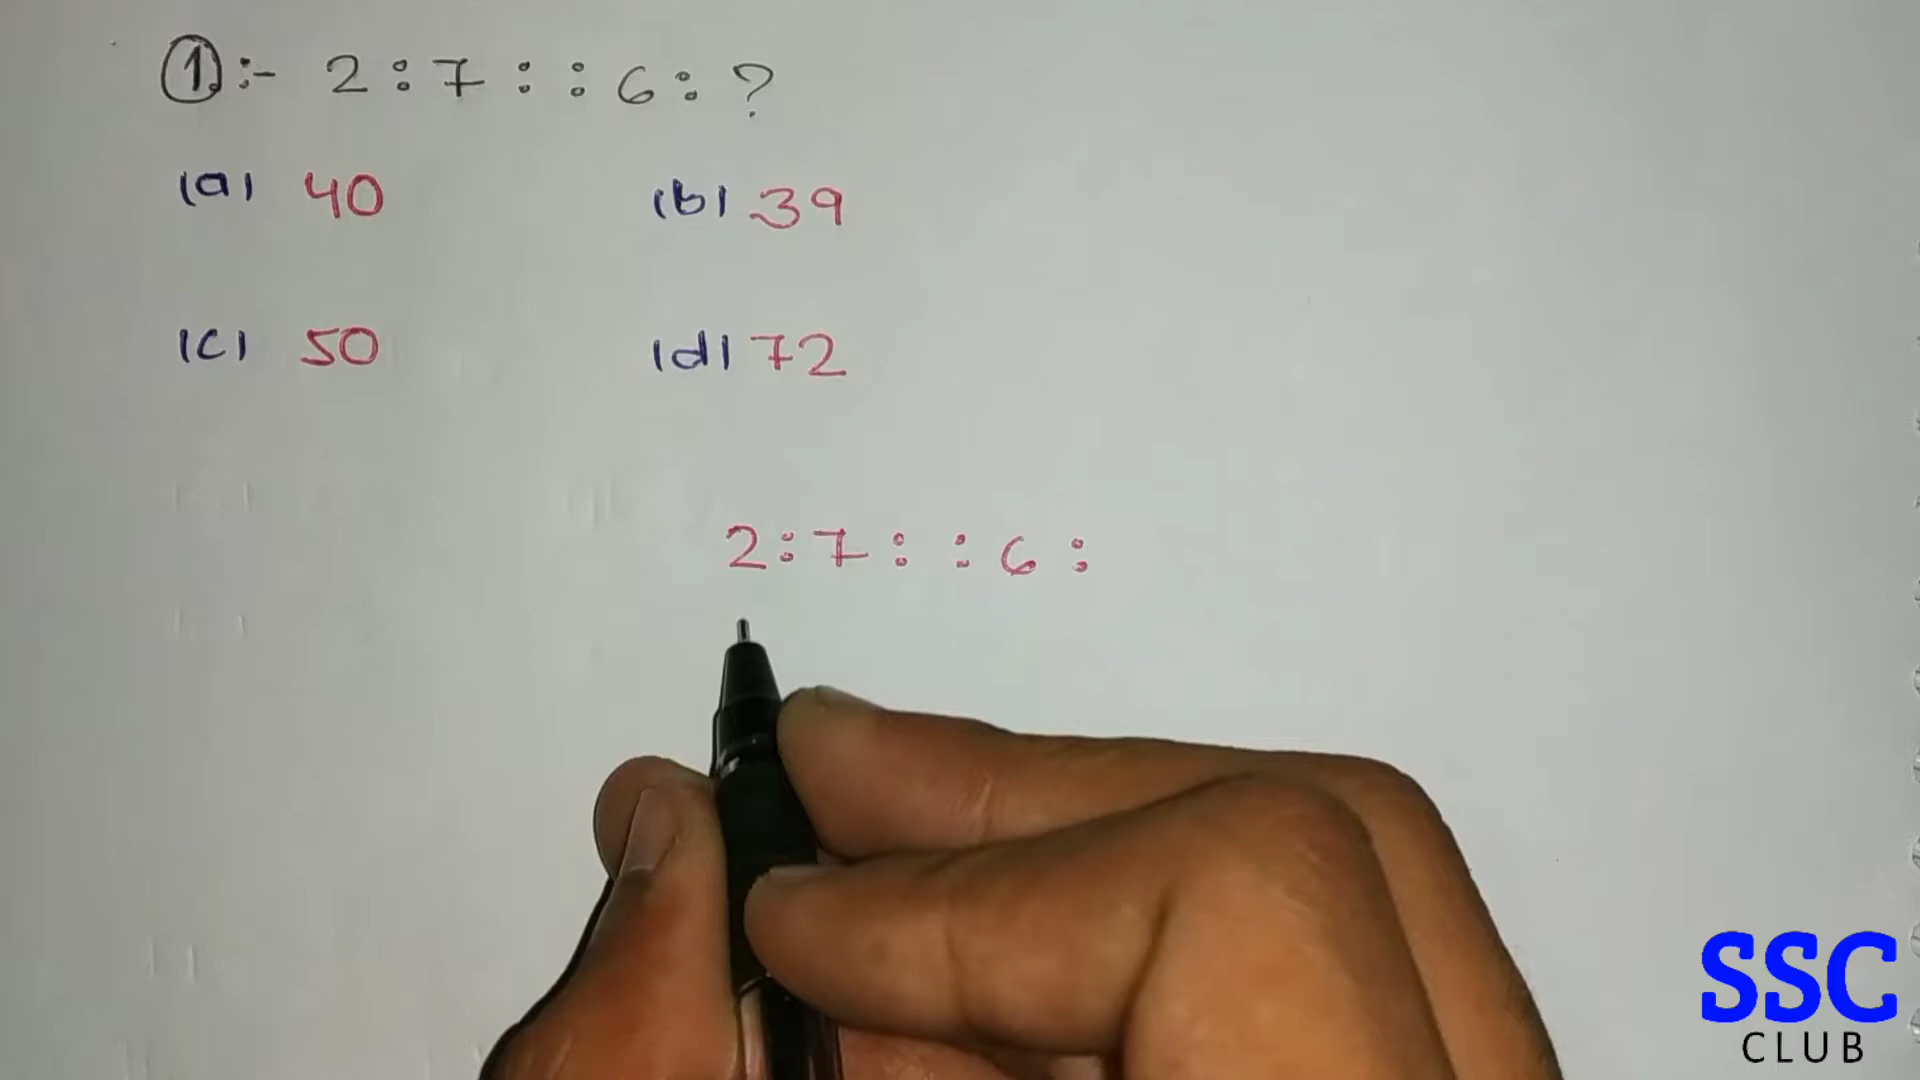 1 :- 2 : 7 : : 6 : ?
(a) 40 (b) 39
(c) 50 (d) 72
2 : 7 : : 6 :
SSC
CLUB